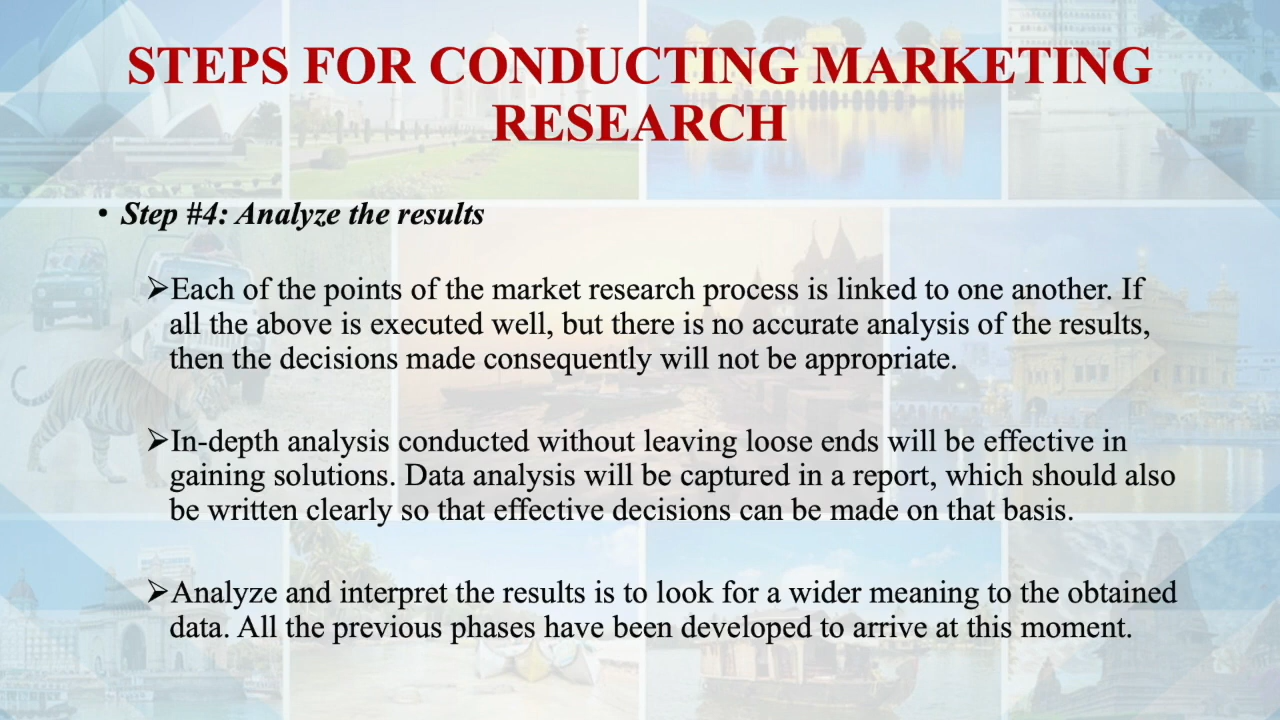 STEPS FOR CONDUCTING MARKETING
RESEARCH
• Step #4: Analyze the results
➢Each of the points of the market research process is linked to one another. If
all the above is executed well, but there is no accurate analysis of the results,
then the decisions made consequently will not be appropriate.
➢In-depth analysis conducted without leaving loose ends will be effective in
gaining solutions. Data analysis will be captured in a report, which should also
be written clearly so that effective decisions can be made on that basis.
➢Analyze and interpret the results is to look for a wider meaning to the obtained
data. All the previous phases have been developed to arrive at this moment.